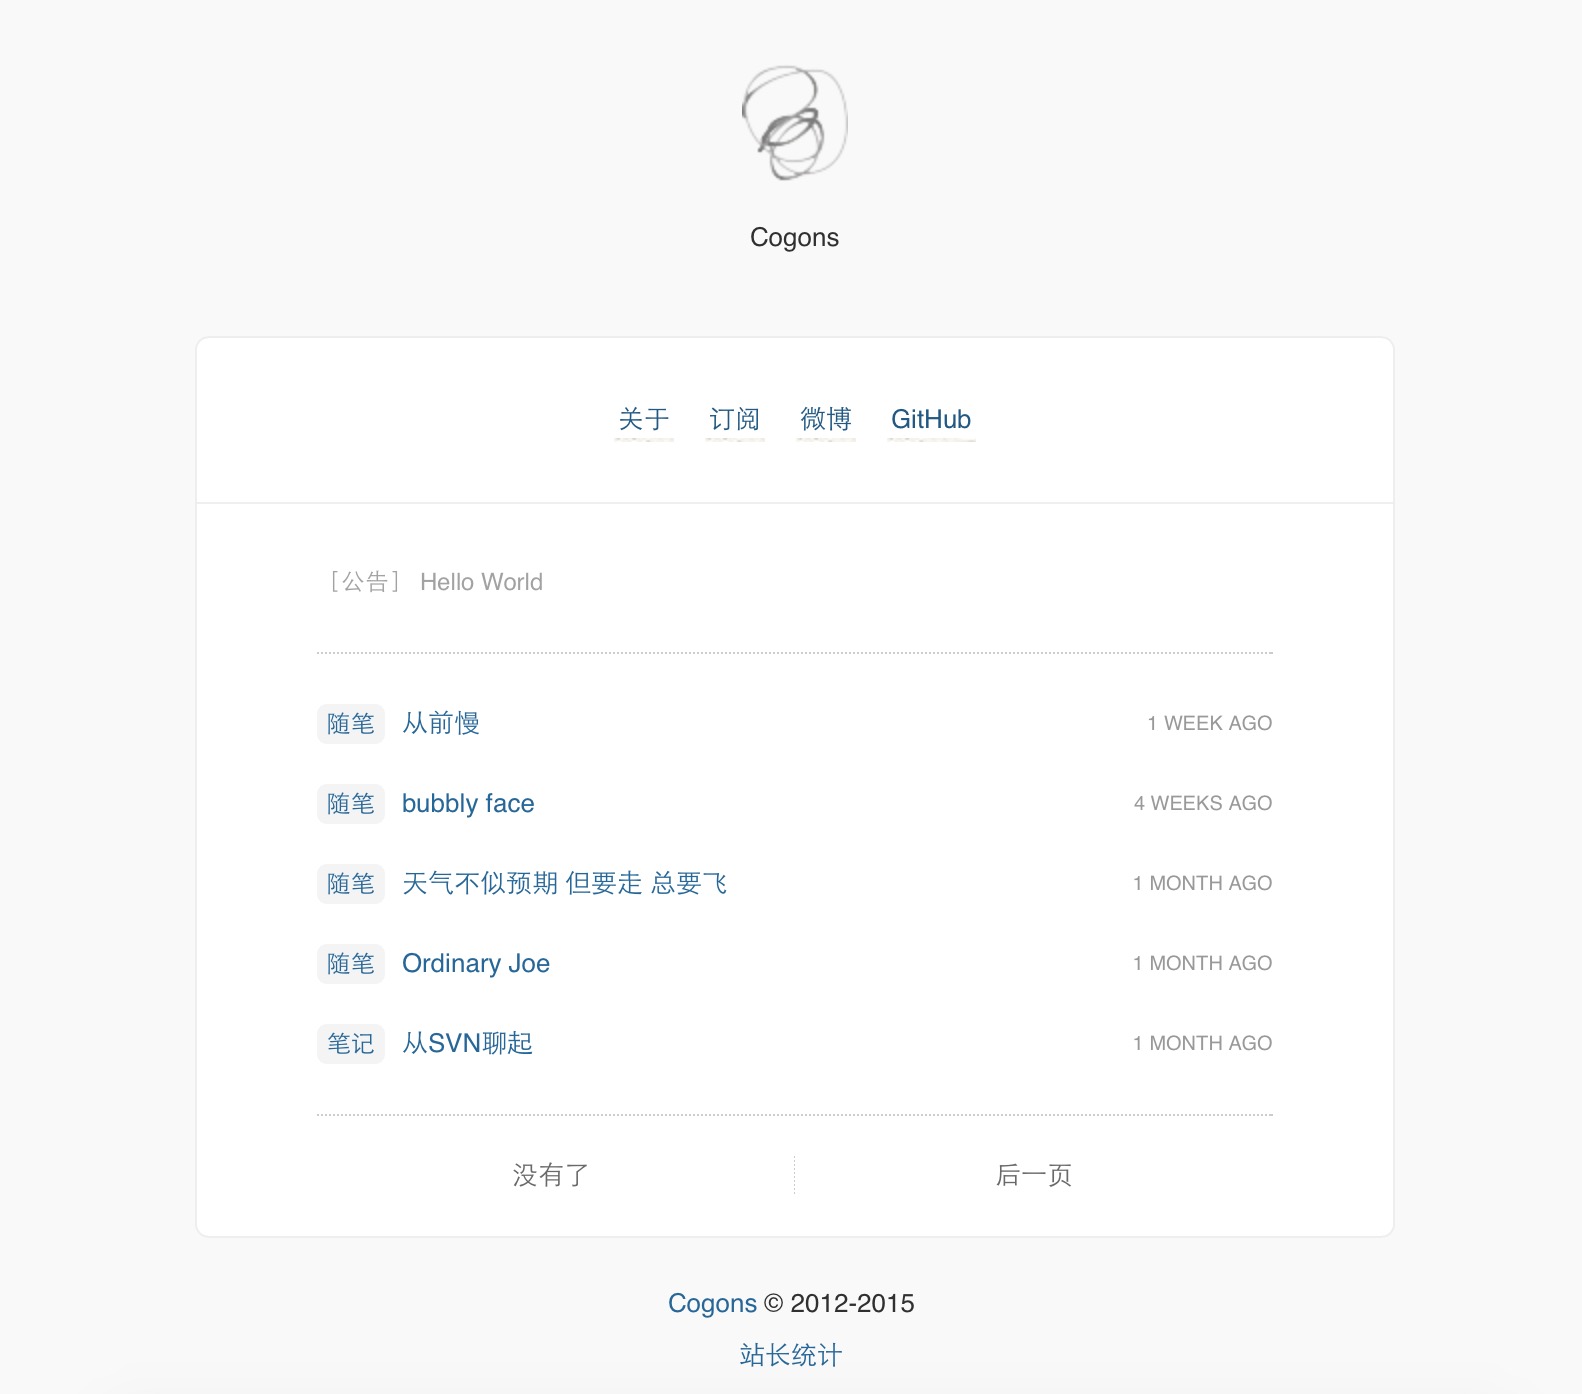 Cogons
关于 订阅 微博 GitHub
［公告］ Hello World
随笔 从前慢 1 WEEK AGO
随笔 bubbly face 4 WEEKS AGO
随笔 天气不似预期 但要走 总要飞 1 MONTH AGO
随笔 Ordinary Joe 1 MONTH AGO
笔记 从SVN聊起 1 MONTH AGO
没有了 后一页
Cogons © 2012-2015
站长统计